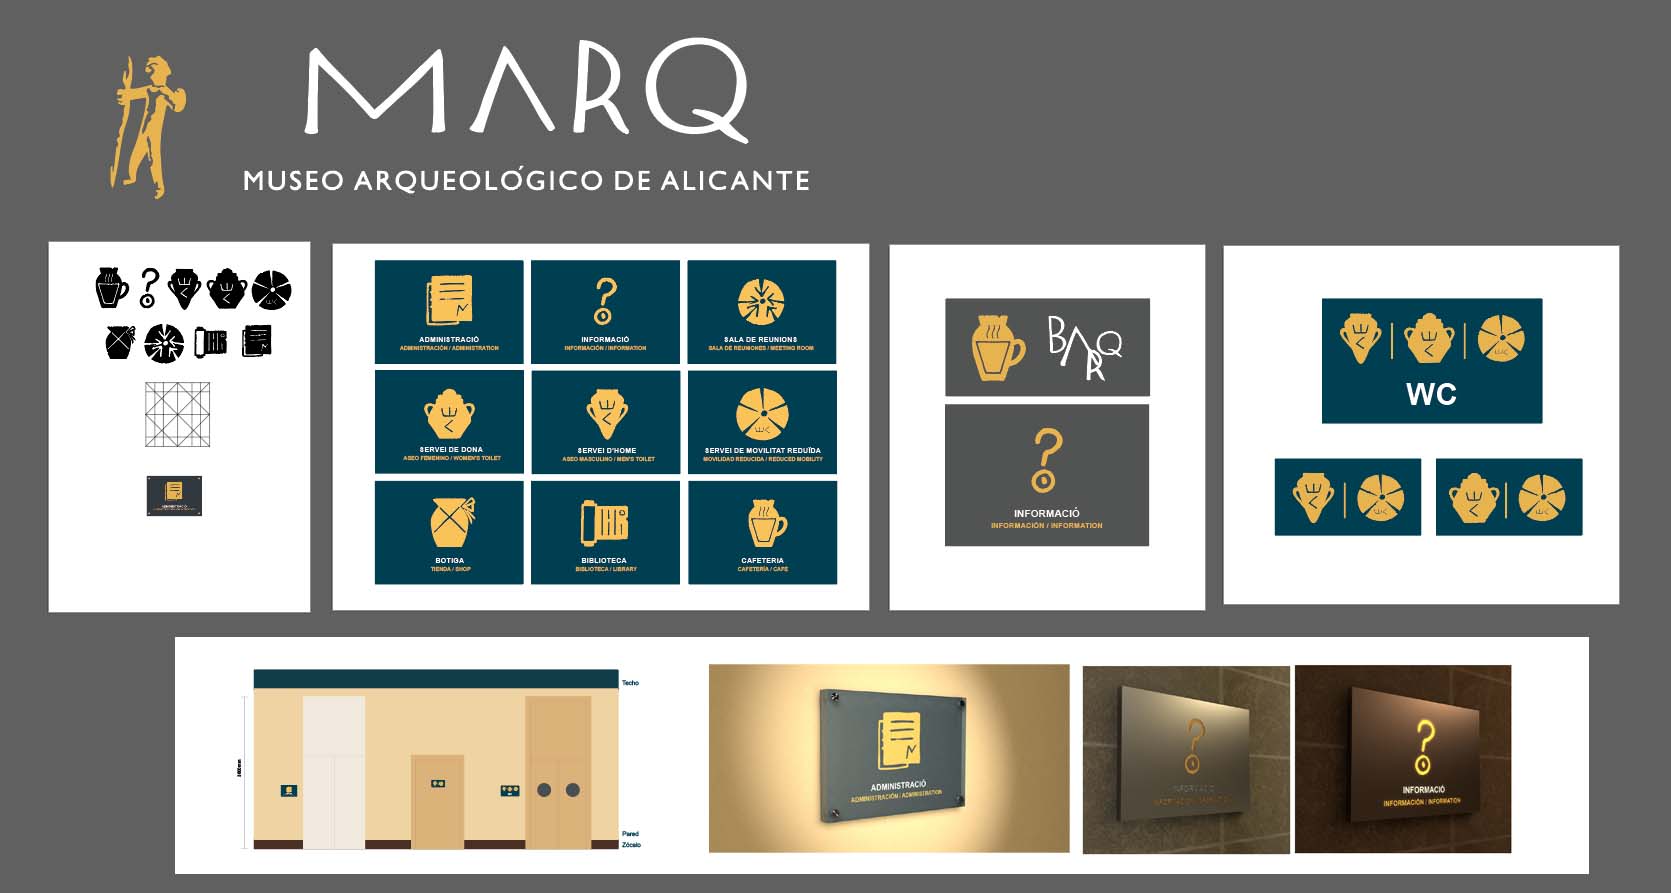 MARQ
MUSEO ARQUEOLÓGICO DE ALICANTE
ADMINISTRACIÓ
ADMINISTRACIÓ
ADMINISTRACIÓN / ADMINISTRATION
INFORMACIÓ
INFORMACIÓN / INFORMATION
SALA DE REUNIONS
SALA DE REUNIONES / MEETING ROOM
SERVEI DE DONA
ASEO FEMENINO / WOMEN'S TOILET
SERVEI D'HOME
ASEO MASCULINO / MEN'S TOILET
SERVEI DE MOVILITAT REDUÏDA
MOVILIDAD REDUCIDA / REDUCED MOBILITY
BOTIGA
TIENDA / SHOP
BIBLIOTECA
BIBLIOTECA / LIBRARY
CAFETERIA
CAFETERÍA / CAFE
BARQ
INFORMACIÓ
INFORMACIÓN / INFORMATION
WC
Techo
Pared
Zócalo
ADMINISTRACIÓ
ADMINISTRACIÓN / ADMINISTRATION
INFORMACIÓ
INFORMACIÓ
INFORMACIÓN / INFORMATION